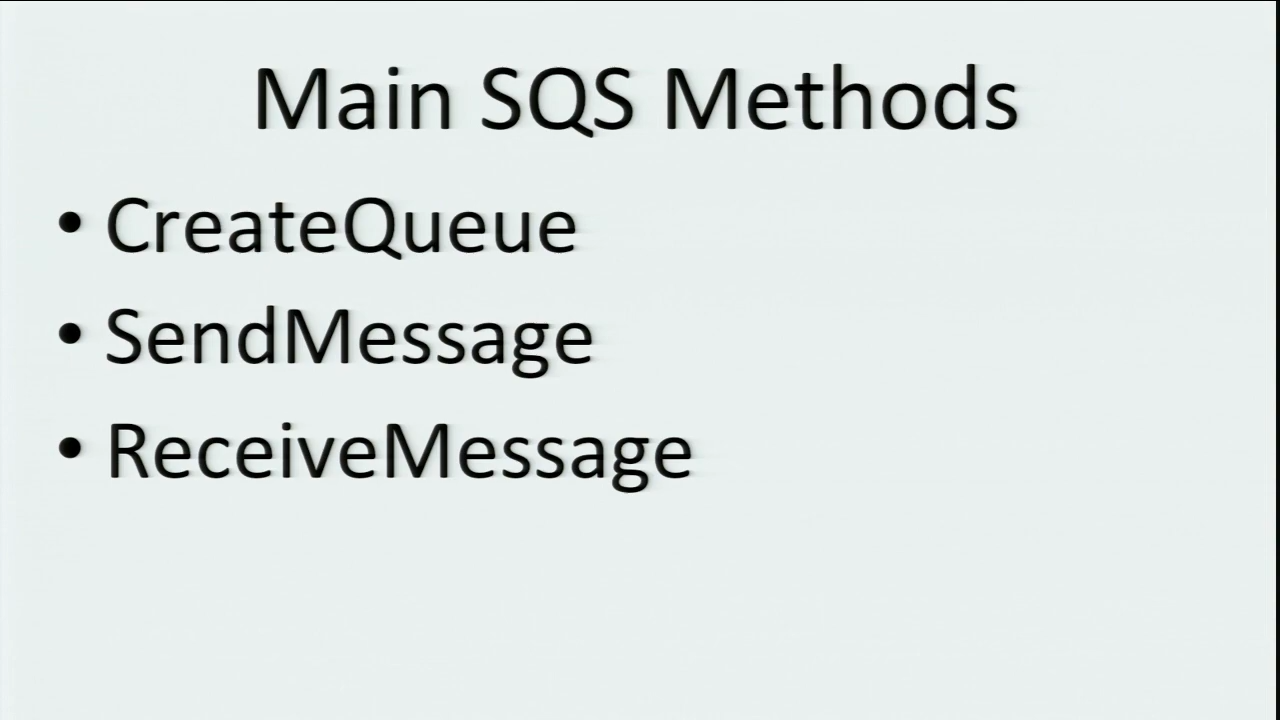 Main SQS Methods
• CreateQueue
• SendMessage
• ReceiveMessage